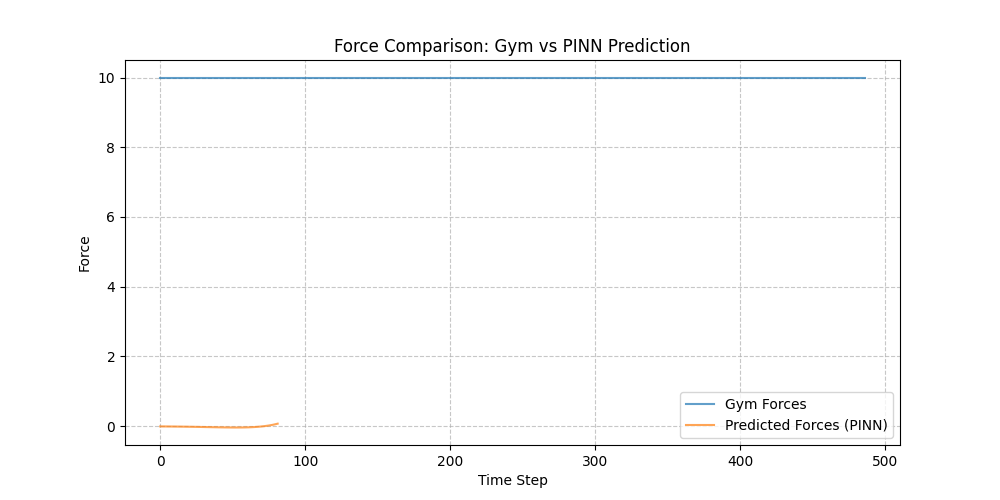 Force Comparison: Gym vs PINN Prediction
10
8
6
4
2
0
Force
0 100 200 300 400 500
Time Step
Gym Forces
Predicted Forces (PINN)